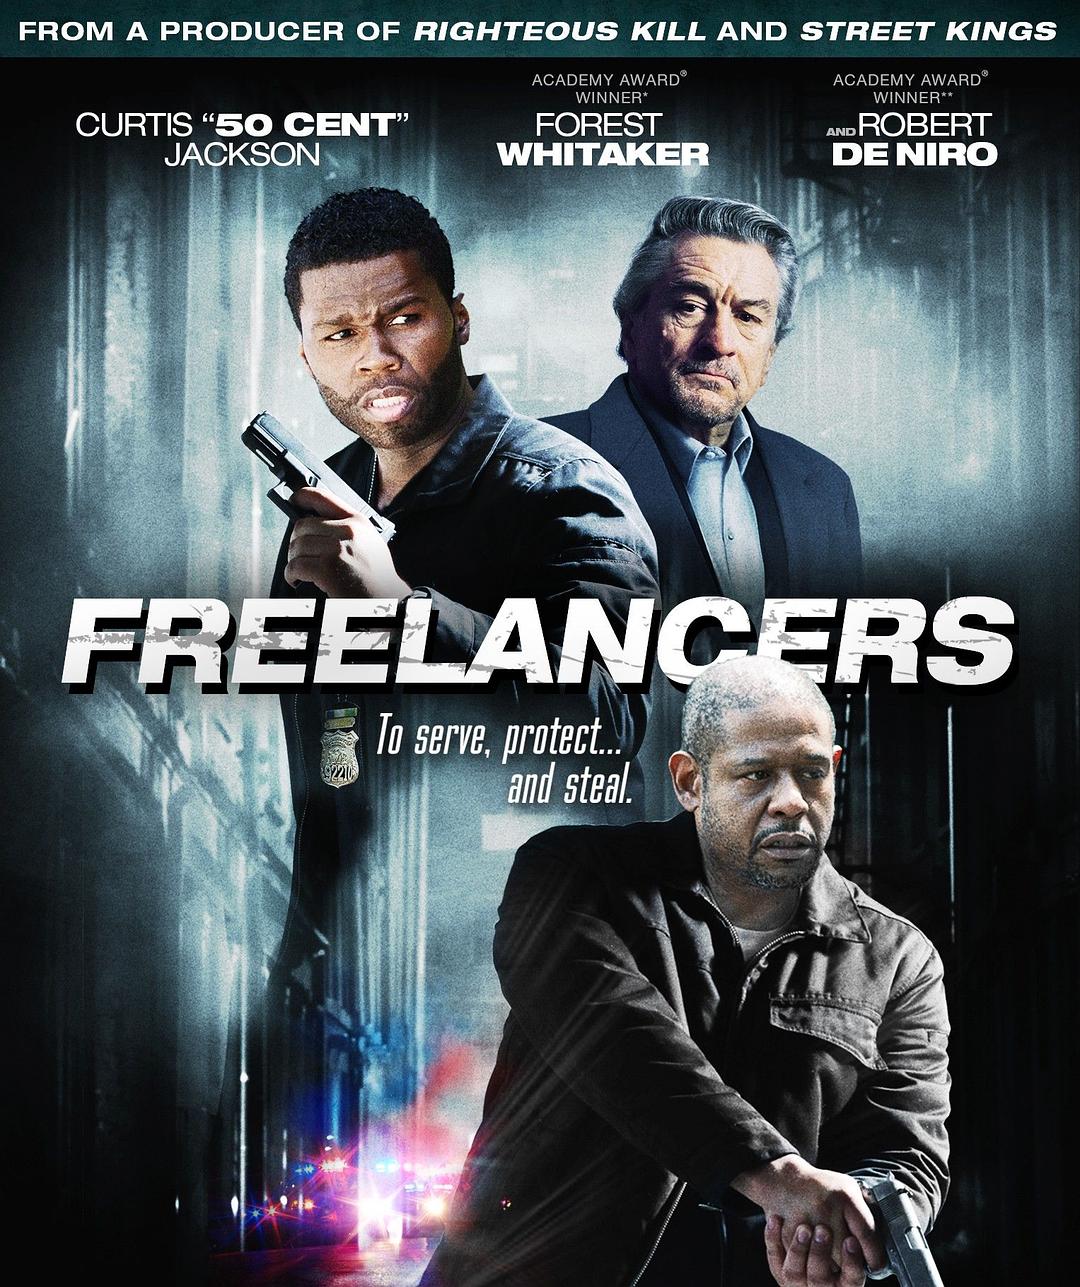 FROM A PRODUCER OF RIGHTEOUS KILL AND STREET KINGS
CURTIS “50 CENT”
JACKSON
ACADEMY AWARD®
WINNER*
FOREST
WHITAKER
ACADEMY AWARD®
WINNER**
AND ROBERT
DE NIRO
FREELANCERS
To serve, protect...
and steal.